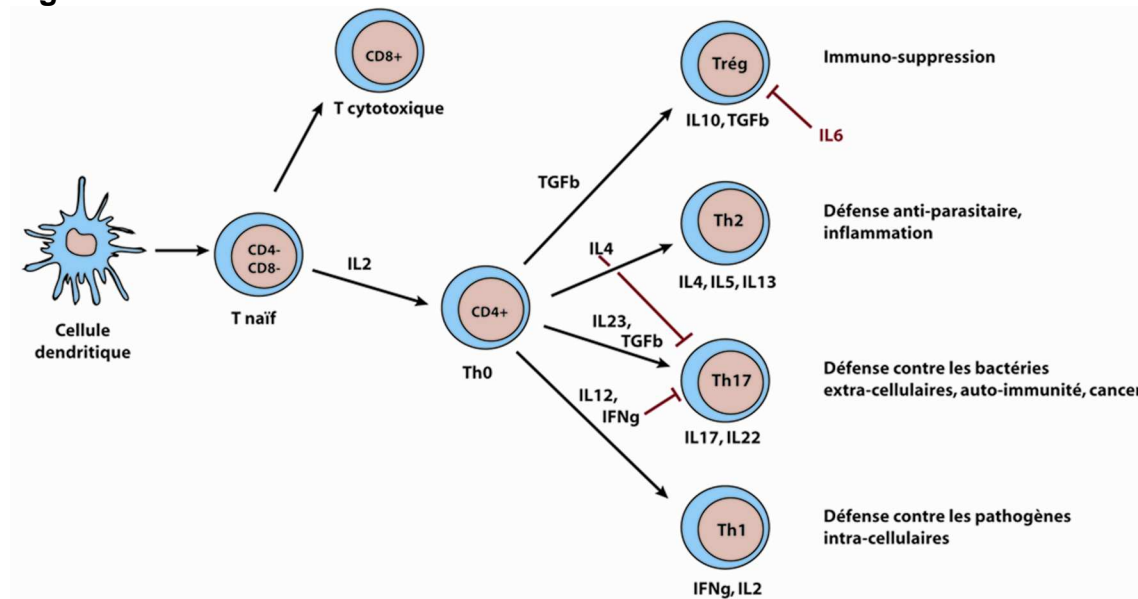 CD8+
T cytotoxique
Trég
IL10, TGFb
Immuno-suppression
IL6
TGFb
Th2
IL4, IL5, IL13
Défense anti-parasitaire,
inflammation
CD4-
CD8-
T naïf
IL2
IL4
Cellule
dendritique
CD4+
Th0
IL23,
TGFb
Th17
IL17, IL22
Défense contre les bactéries
extra-cellulaires, auto-immunité, cancer
IL12,
IFNg
Th1
IFNg, IL2
Défense contre les pathogènes
intra-cellulaires